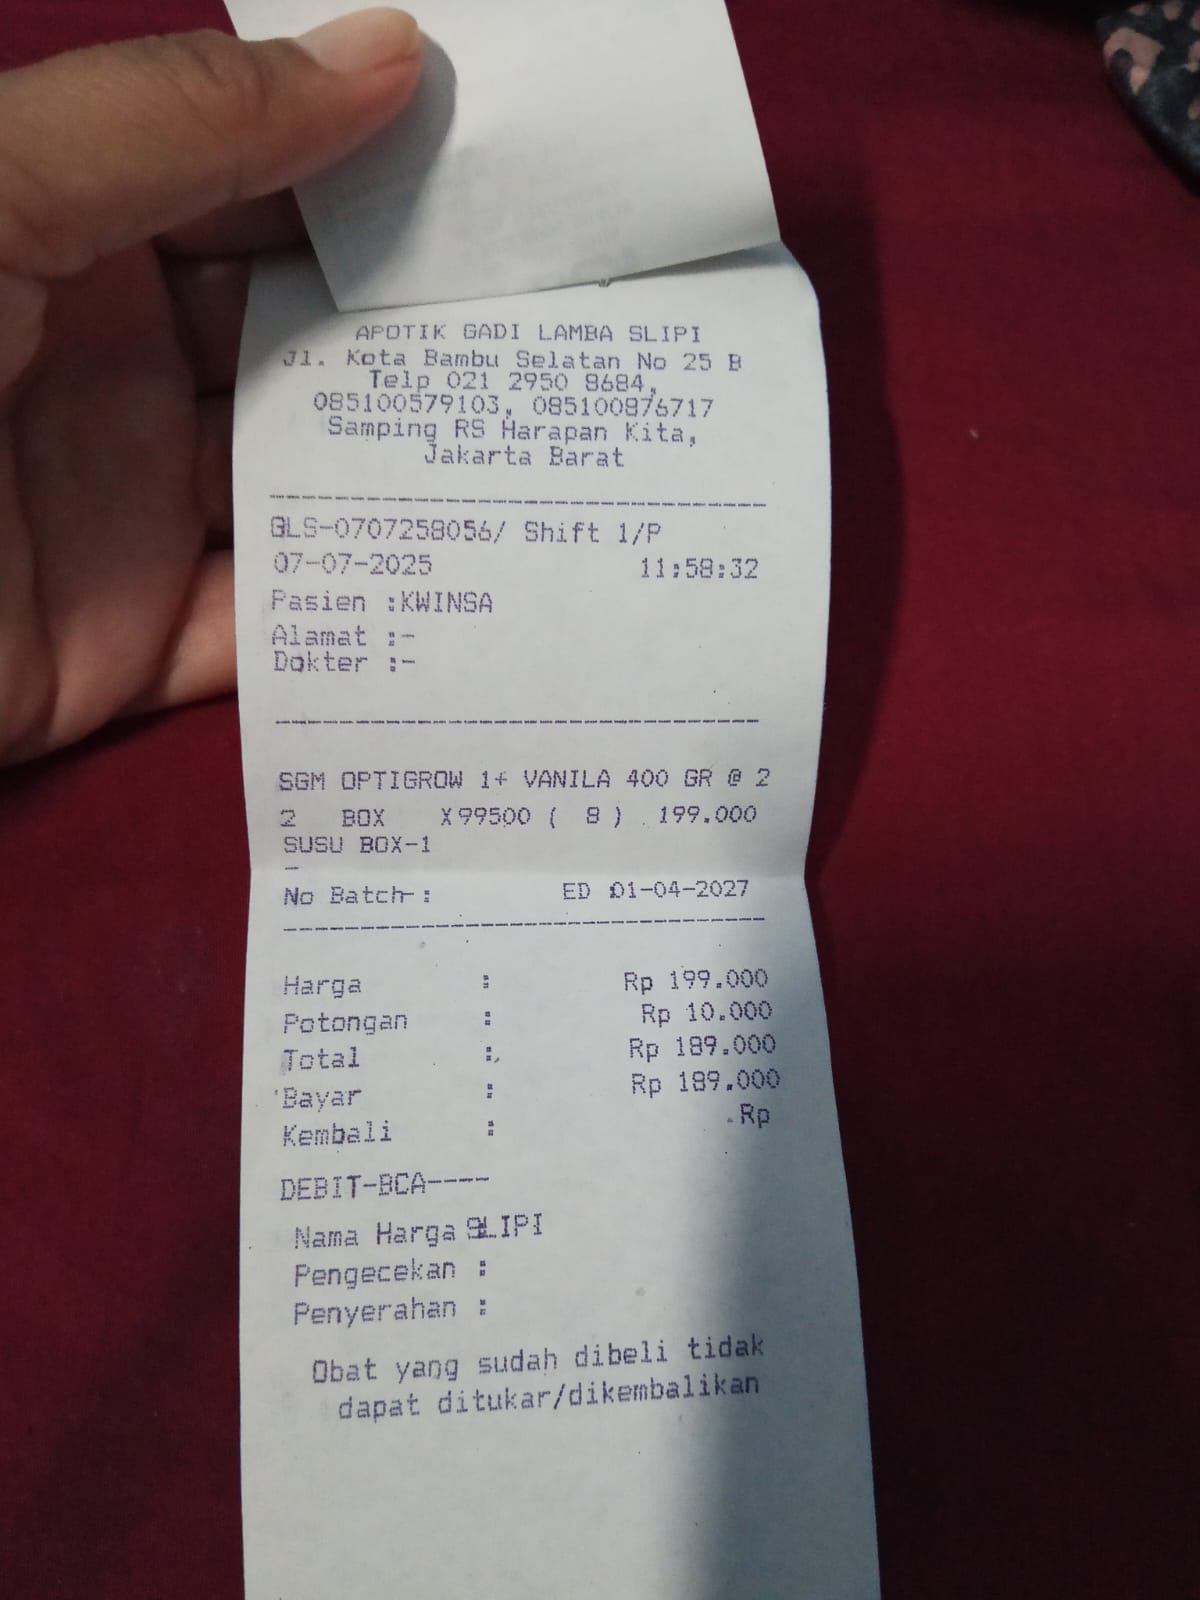 APOTIK GADI LAMBA SLIPI
Jl. Kota Bambu Selatan No 25 B
Telp 021 2950 8684,
085100579103, 085100876717
Samping RS Harapan Kita,
Jakarta Barat
GLS-0707258056/ Shift 1/P
07-07-2025 11:58:32
Pasien :KWINSA
Alamat :-
Dokter :-
SGM OPTIGROW 1+ VANILA 400 GR @ 2
2 BOX X99500 ( 8 ) 199.000
SUSU BOX-1
-
No Batch-: ED :01-04-2027
Harga : Rp 199.000
Potongan : Rp 10.000
Total : Rp 189.000
Bayar : Rp 189.000
Kembali : Rp
DEBIT-BCA----
Nama Harga SLIPI
Pengecekan :
Penyerahan :
Obat yang sudah dibeli tidak
dapat ditukar/dikembalikan